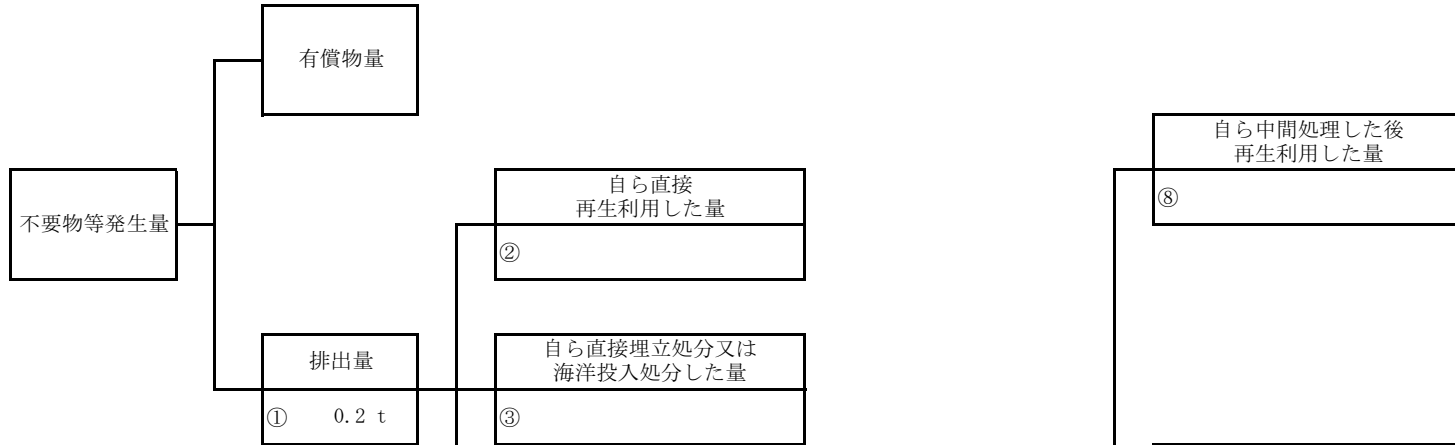 有償物量
自ら中間処理した後
再生利用した量
⑧
不要物等発生量
自ら直接
再生利用した量
②
排出量
① 0.2 t
自ら直接埋立処分又は
海洋投入処分した量
③